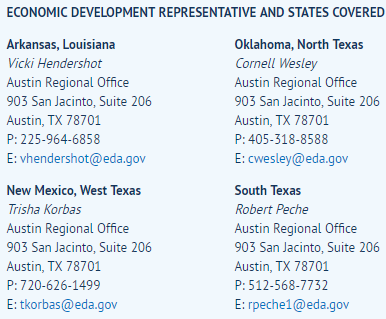 ECONOMIC DEVELOPMENT REPRESENTATIVE AND STATES COVERED
Arkansas, Louisiana
Vicki Hendershot
Austin Regional Office
903 San Jacinto, Suite 206
Austin, TX 78701
P: 225-964-6858
E: vhendershot@eda.gov
Oklahoma, North Texas
Cornell Wesley
Austin Regional Office
903 San Jacinto, Suite 206
Austin, TX 78701
P: 405-318-8588
E: cwesley@eda.gov
New Mexico, West Texas
Trisha Korbas
Austin Regional Office
903 San Jacinto, Suite 206
Austin, TX 78701
P: 720-626-1499
E: tkorbas@eda.gov
South Texas
Robert Peche
Austin Regional Office
903 San Jacinto, Suite 206
Austin, TX 78701
P: 512-568-7732
E: rpeche1@eda.gov